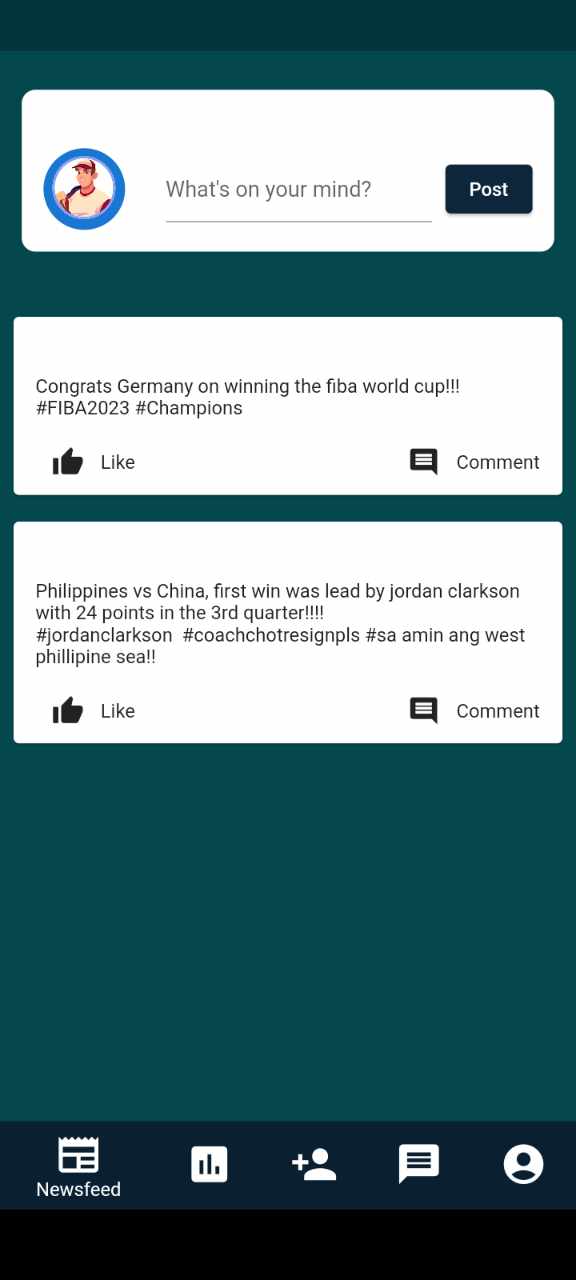 What's on your mind?
Post
Congrats Germany on winning the fiba world cup!!!
#FIBA2023 #Champions
Like
Comment
Philippines vs China, first win was lead by jordan clarkson
with 24 points in the 3rd quarter!!!!
#jordanclarkson  #coachchotresignpls #sa amin ang west
phillipine sea!!
Like
Comment
Newsfeed